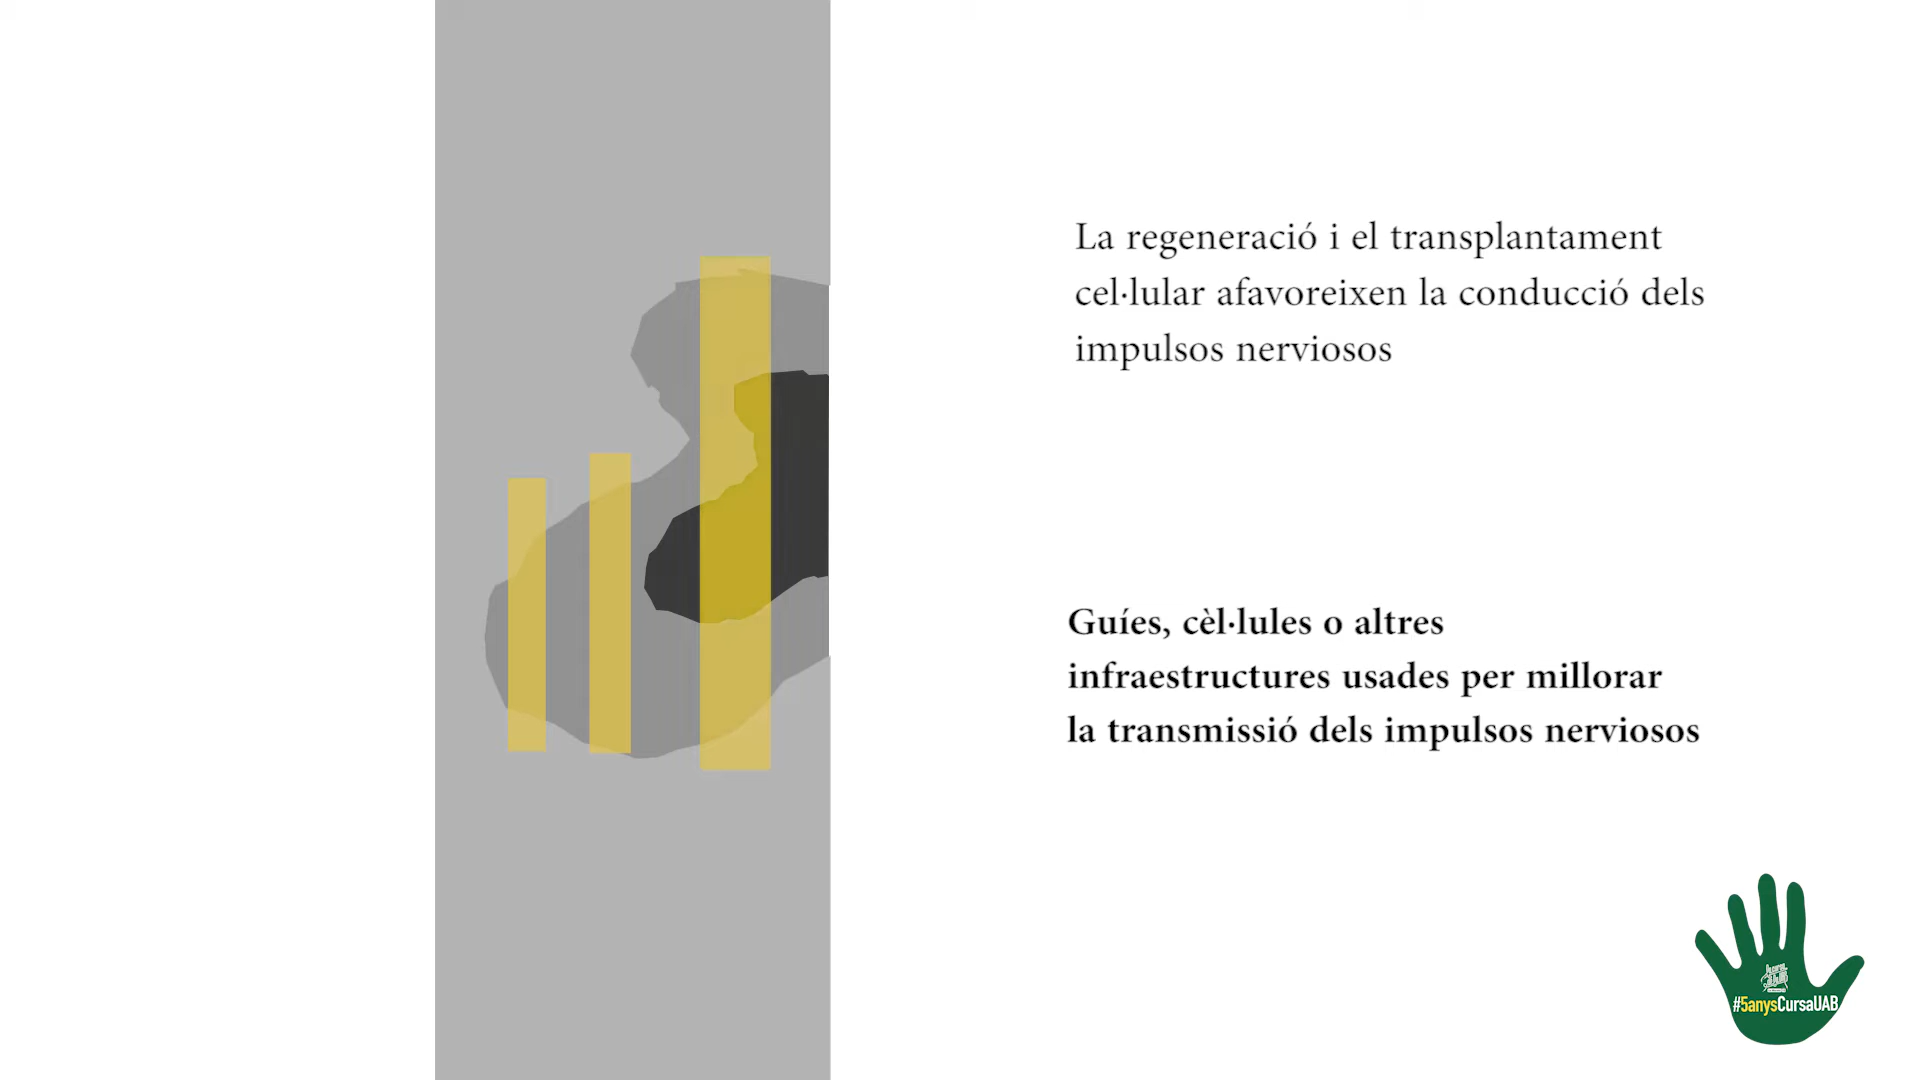 La regeneració i el transplantament
cel·lular afavoreixen la conducció dels
impulsos nerviosos
Guíes, cèl·lules o altres
infraestructures usades per millorar
la transmissió dels impulsos nerviosos
#5anysCursaUAB